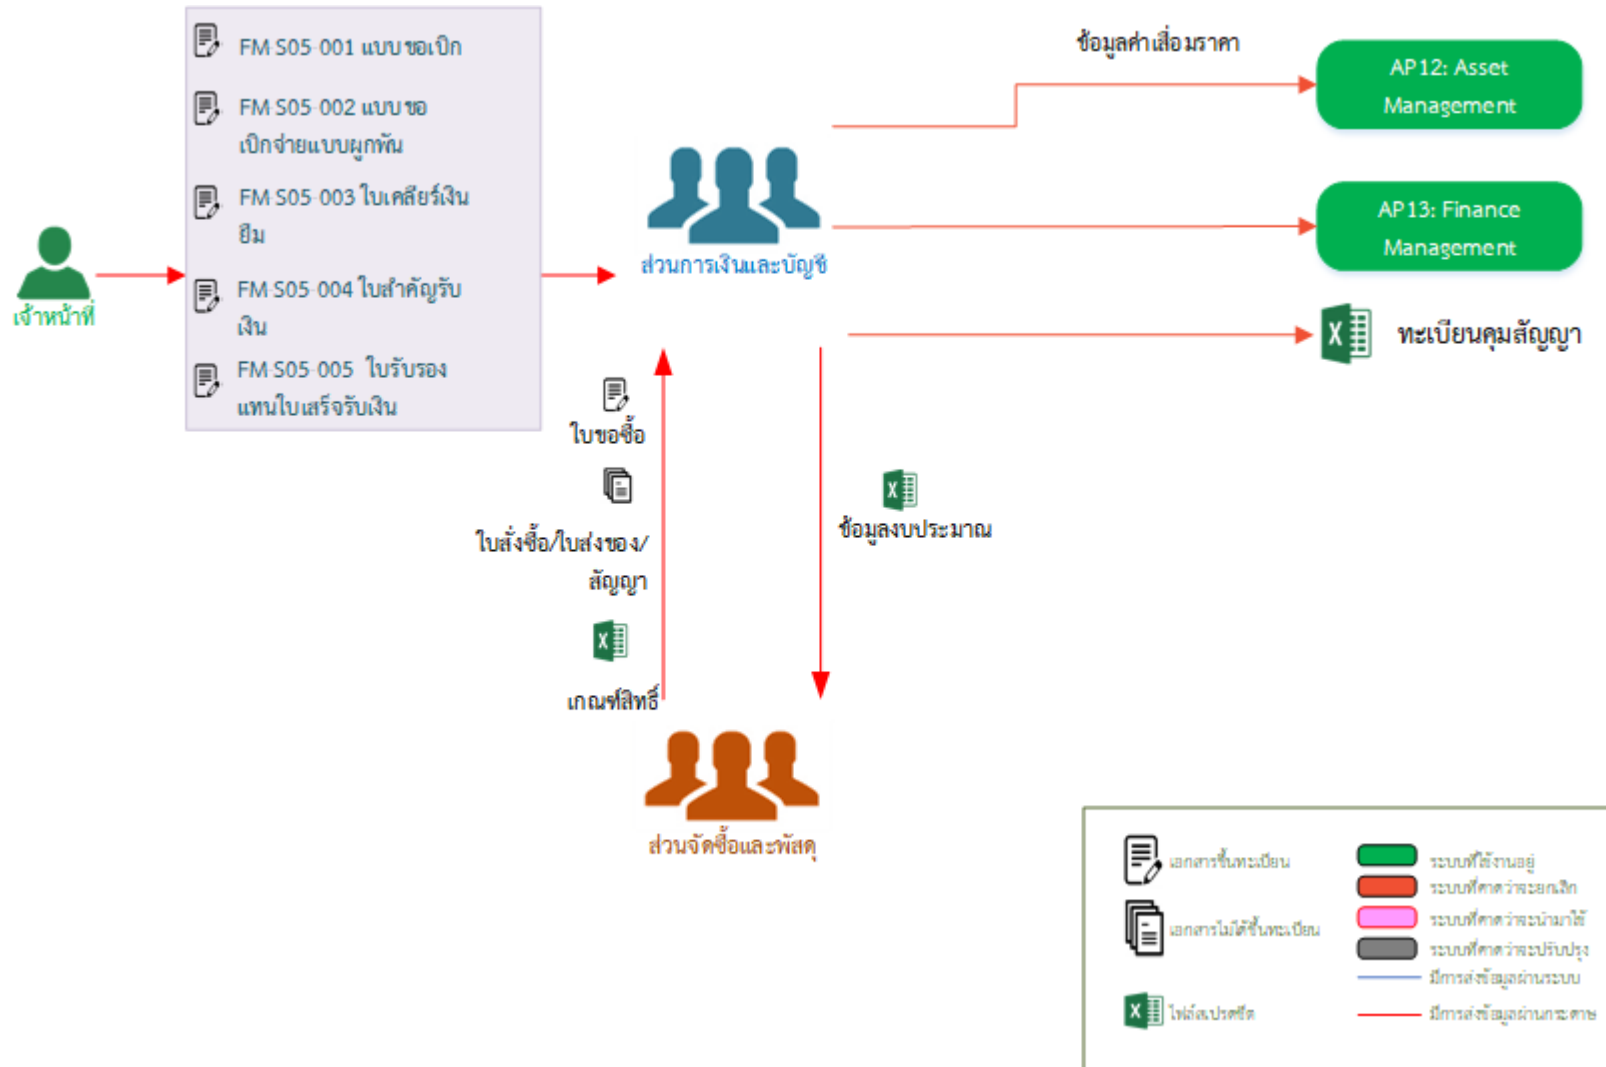 FM-S05-001 แบบขอเบิก
FM-S05-002 แบบขอ
เบิกจ่ายแบบผูกพัน
FM-S05-003 ใบเคลียร์เงิน
ยืม
FM-S05-004 ใบสำคัญรับ
เงิน
FM-S05-005 ใบรับรอง
แทนใบเสร็จรับเงิน
เจ้าหน้าที่
ส่วนการเงินและบัญชี
ข้อมูลค่าเสื่อมราคา
AP12: Asset
Management
AP13: Finance
Management
ทะเบียนคุมสัญญา
ใบขอซื้อ
ใบสั่งซื้อ/ใบส่งของ/
สัญญา
เกณฑ์สิทธิ์
ข้อมูลงบประมาณ
ส่วนจัดซื้อและพัสดุ
เอกสารขึ้นทะเบียน
เอกสารไม่ได้ขึ้นทะเบียน
ไฟล์สเปรดชีต
ระบบที่ใช้งานอยู่
ระบบที่คาดว่าจะยกเลิก
ระบบที่คาดว่าจะนำมาใช้
ระบบที่คาดว่าจะปรับปรุง
มีการส่งข้อมูลผ่านระบบ
มีการส่งข้อมูลผ่านกระดาษ